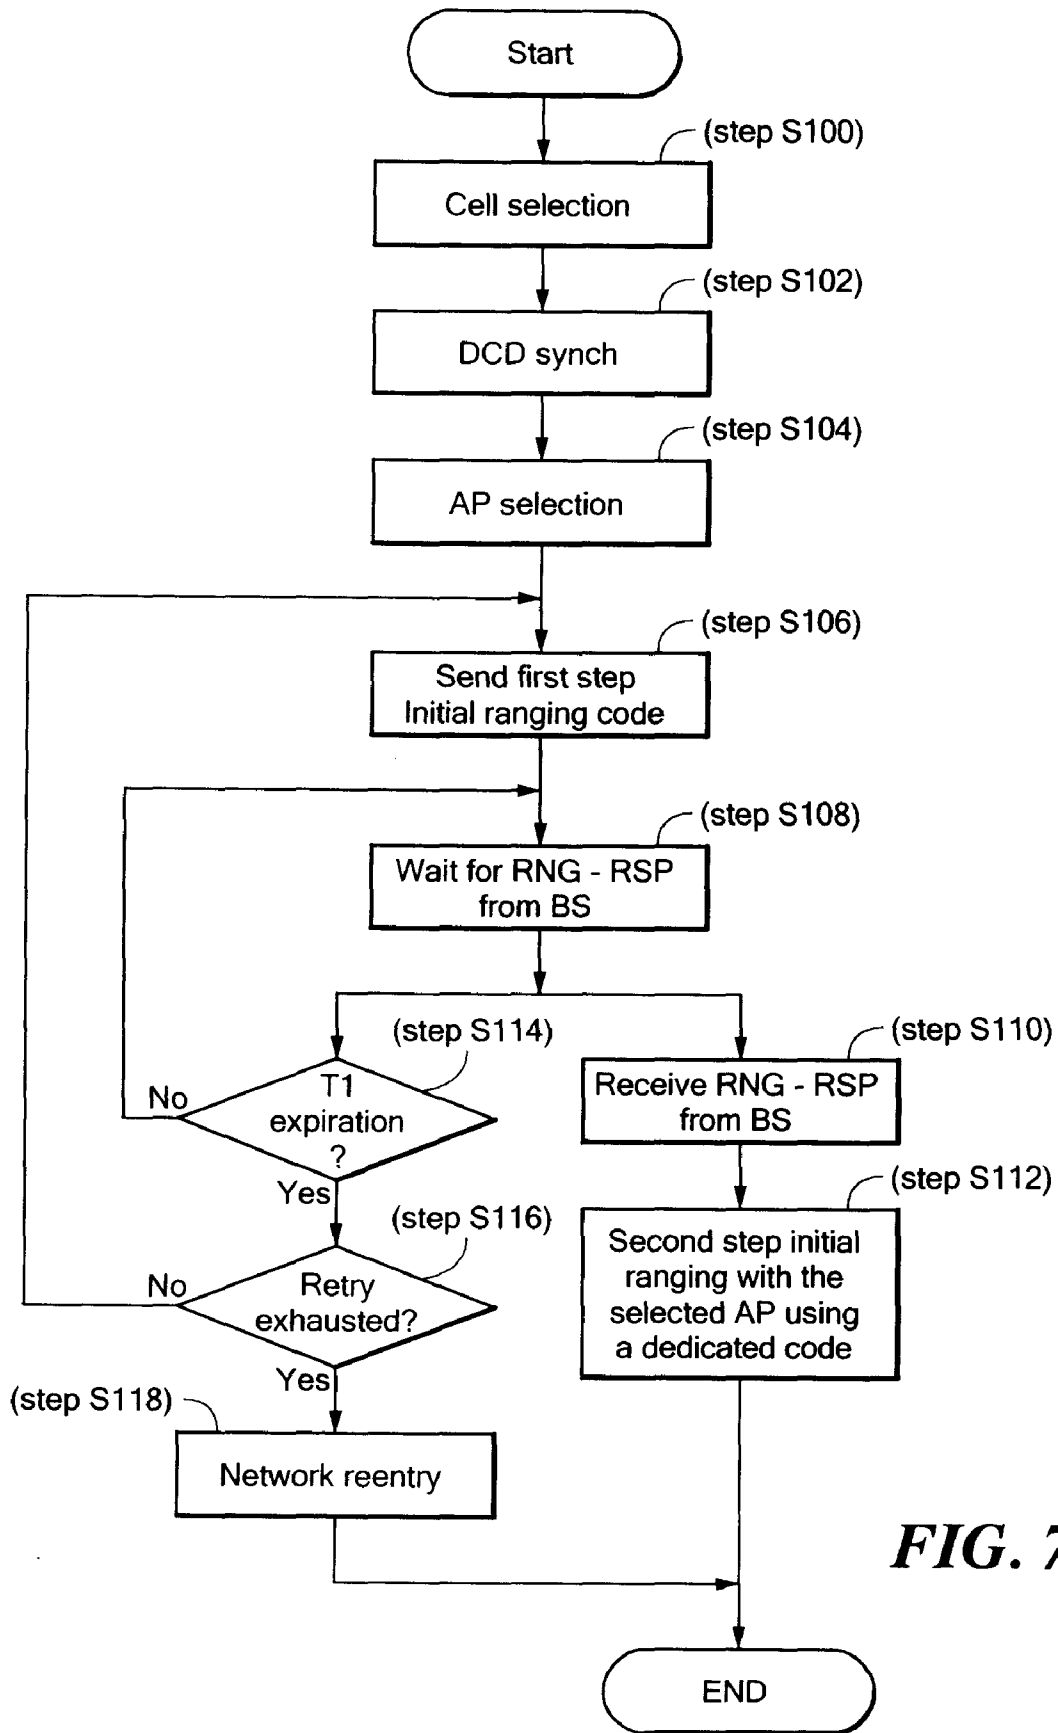 Start
(step S100)
Cell selection
(step S102)
DCD synch
(step S104)
AP selection
(step S106)
Send first step
Initial ranging code
(step S108)
Wait for RNG - RSP
from BS
(step S114)
T1
expiration
?
No
Yes
(step S110)
Receive RNG - RSP
from BS
(step S116)
Retry
exhausted?
No
Yes
(step S112)
Second step initial
ranging with the
selected AP using
a dedicated code
(step S118)
Network reentry
FIG. 7
END